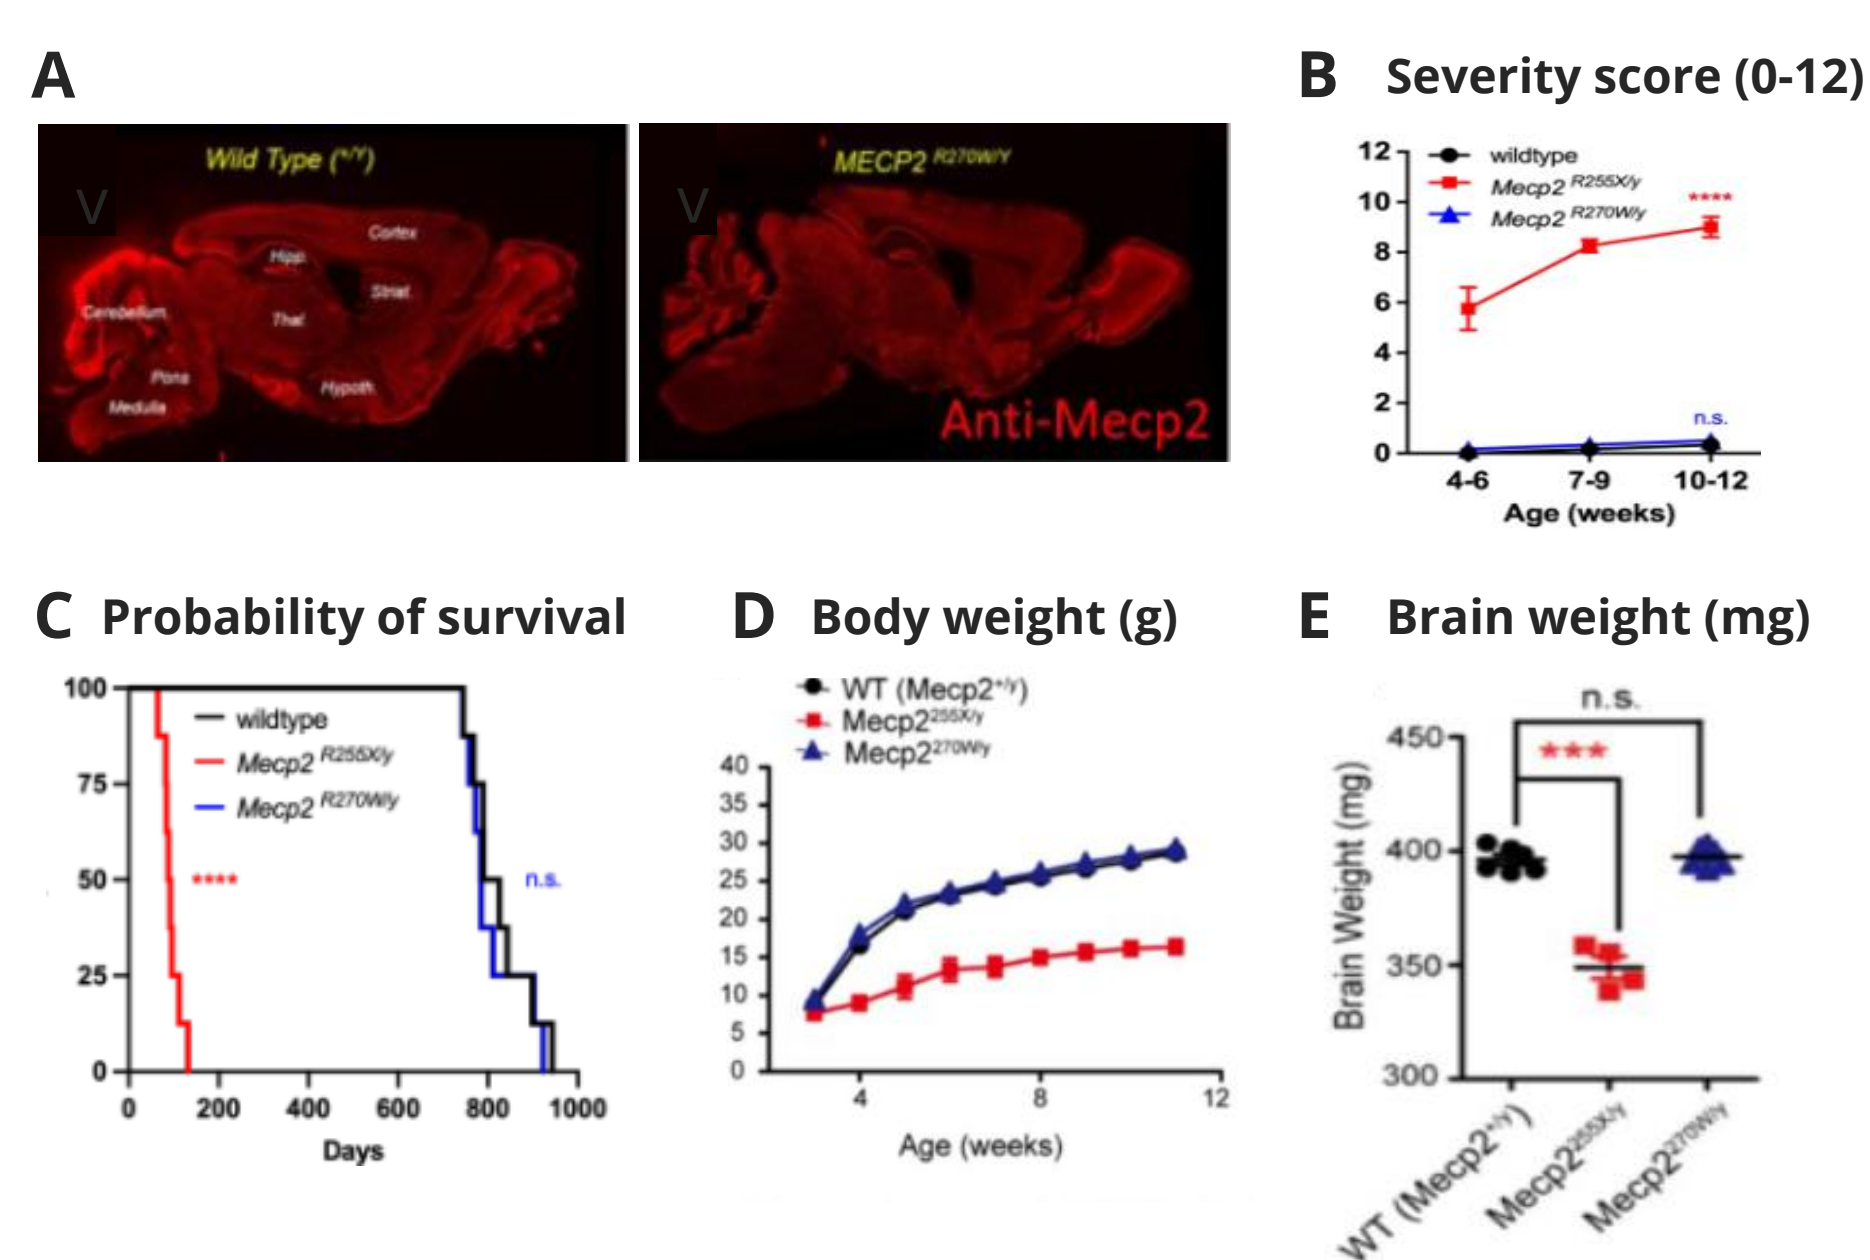 A
Wild Type (+/Y)
V
Cortex
Hipp.
Striat.
Cerebellum
Thal.
Pons
Hypoth.
Medulla
MECP2 R270W/Y
V
Anti-Mecp2
B Severity score (0-12)
12
10
8
6
4
2
0
wildtype
Mecp2 R255X/y
Mecp2 R270W/y
****
n.s.
4-6 7-9 10-12
Age (weeks)
C Probability of survival
100
75
50
25
0
wildtype
Mecp2 R255X/y
Mecp2 R270W/y
****
n.s.
0 200 400 600 800 1000
Days
D Body weight (g)
WT (Mecp2+/y)
Mecp2255X/y
Mecp2270W/y
40
35
30
25
20
15
10
5
0
4 8 12
Age (weeks)
E Brain weight (mg)
n.s.
***
Brain Weight (mg)
450
400
350
300
WT (Mecp2+/y)
Mecp2255X/y
Mecp2270W/y